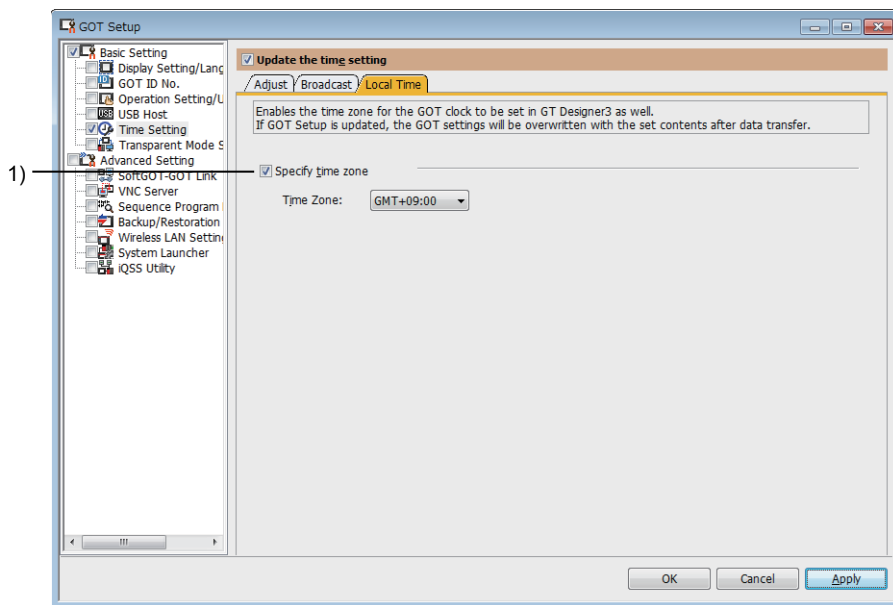 GOT Setup
Basic Setting
Display Setting/Lang
GOT ID No.
Operation Setting/U
USB Host
Time Setting
Transparent Mode S
Advanced Setting
SoftGOT-GOT Link
VNC Server
Sequence Program
Backup/Restoration
Wireless LAN Setting
System Launcher
iQSS Utility
1)
Update the time setting
Adjust Broadcast Local Time
Enables the time zone for the GOT clock to be set in GT Designer3 as well.
If GOT Setup is updated, the GOT settings will be overwritten with the set contents after data transfer.
Specify time zone
Time Zone: GMT+09:00
OK Cancel Apply